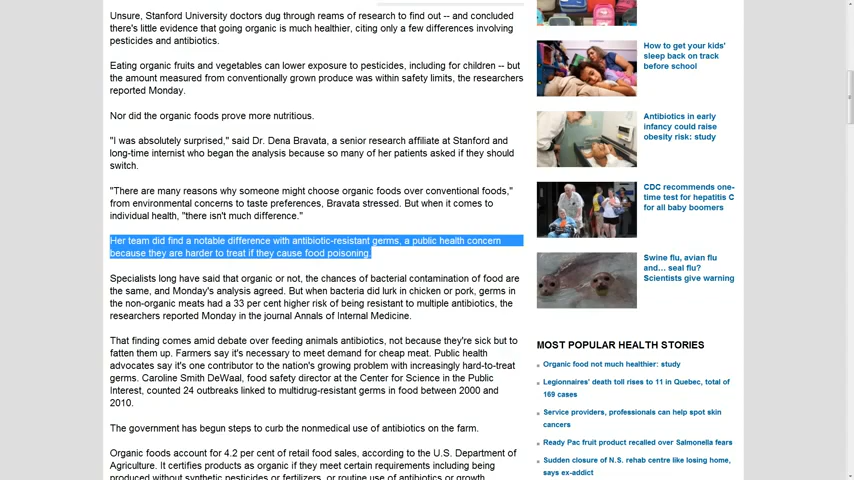 Unsure, Stanford University doctors dug through reams of research to find out -- and concluded
there's little evidence that going organic is much healthier, citing only a few differences involving
pesticides and antibiotics.
Eating organic fruits and vegetables can lower exposure to pesticides, including for children -- but
the amount measured from conventionally grown produce was within safety limits, the researchers
reported Monday.
Nor did the organic foods prove more nutritious.
"I was absolutely surprised," said Dr. Dena Bravata, a senior research affiliate at Stanford and
long-time internist who began the analysis because so many of her patients asked if they should
switch.
"There are many reasons why someone might choose organic foods over conventional foods,"
from environmental concerns to taste preferences, Bravata stressed. But when it comes to
individual health, "there isn't much difference."
Her team did find a notable difference with antibiotic-resistant germs, a public health concern
because they are harder to treat if they cause food poisoning.
Specialists long have said that organic or not, the chances of bacterial contamination of food are
the same, and Monday's analysis agreed. But when bacteria did lurk in chicken or pork, germs in
the non-organic meats had a 33 per cent higher risk of being resistant to multiple antibiotics, the
researchers reported Monday in the journal Annals of Internal Medicine.
That finding comes amid debate over feeding animals antibiotics, not because they're sick but to
fatten them up. Farmers say it's necessary to meet demand for cheap meat. Public health
advocates say it's one contributor to the nation's growing problem with increasingly hard-to-treat
germs. Caroline Smith DeWaal, food safety director at the Center for Science in the Public
Interest, counted 24 outbreaks linked to multidrug-resistant germs in food between 2000 and
2010.
The government has begun steps to curb the nonmedical use of antibiotics on the farm.
Organic foods account for 4.2 per cent of retail food sales, according to the U.S. Department of
Agriculture. It certifies products as organic if they meet certain requirements including being
produced without synthetic pesticides or fertilizers, or routine use of antibiotics or growth
How to get your kids'
sleep back on track
before school
Antibiotics in early
infancy could raise
obesity risk: study
CDC recommends one-
time test for hepatitis C
for all baby boomers
Swine flu, avian flu
and... seal flu?
Scientists give warning
MOST POPULAR HEALTH STORIES
Organic food not much healthier: study
Legionnaires' death toll rises to 11 in Quebec, total of
169 cases
Service providers, professionals can help spot skin
cancers
Ready Pac fruit product recalled over Salmonella fears
Sudden closure of N.S. rehab centre like losing home,
says ex-addict